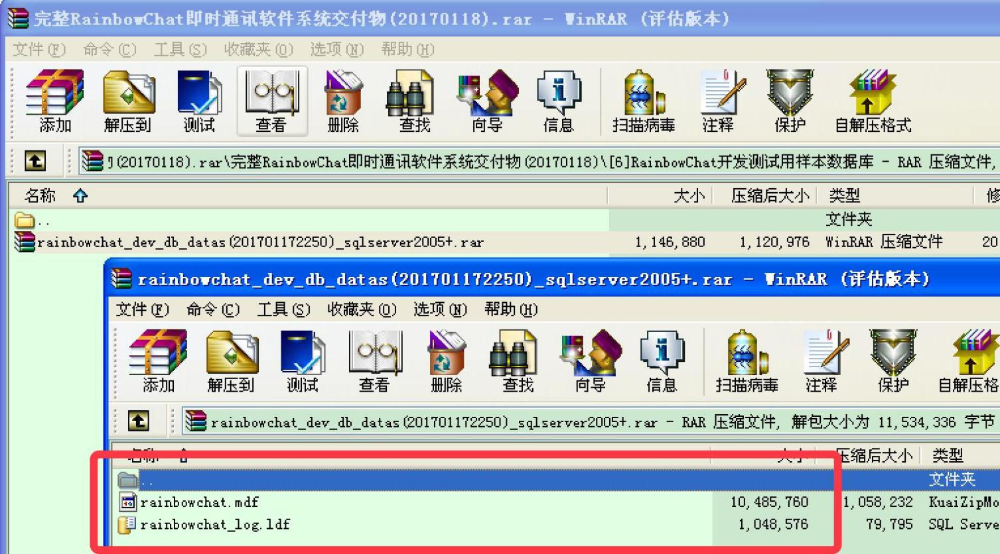 完整RainbowChat即时通讯软件系统交付物(20170118).rar - WinRAR (评估版本)
文件(F) 命令(C) 工具(S) 收藏夹(O) 选项(N) 帮助(H)
添加 解压到 测试 查看 删除 查找 向导 信息 扫描病毒 注释 保护 自解压格式
(20170118).rar\完整RainbowChat即时通讯软件系统交付物(20170118)\[6]RainbowChat开发测试用样本数据库 - RAR 压缩文件,
名称 大小 压缩后大小 类型 修
.. 文件夹
rainbowchat_dev_db_datas(201701172250)_sqlserver2005+.rar 1,146,880 1,120,976 WinRAR 压缩文件 20
rainbowchat_dev_db_datas(201701172250)_sqlserver2005+.rar - WinRAR (评估版本)
文件(F) 命令(C) 工具(S) 收藏夹(O) 选项(N) 帮助(H)
添加 解压到 测试 查看 删除 查找 向导 信息 扫描病毒 注释 保护 自解压格
rainbowchat_dev_db_datas(201701172250)_sqlserver2005+.rar - RAR 压缩文件, 解包大小为 11,534,336 字节
名称 大小 压缩后大小 类型
.. 文件夹
rainbowchat.mdf 10,485,760 1,058,232 KuaiZipMo
rainbowchat_log.ldf 1,048,576 79,795 SQL Serve